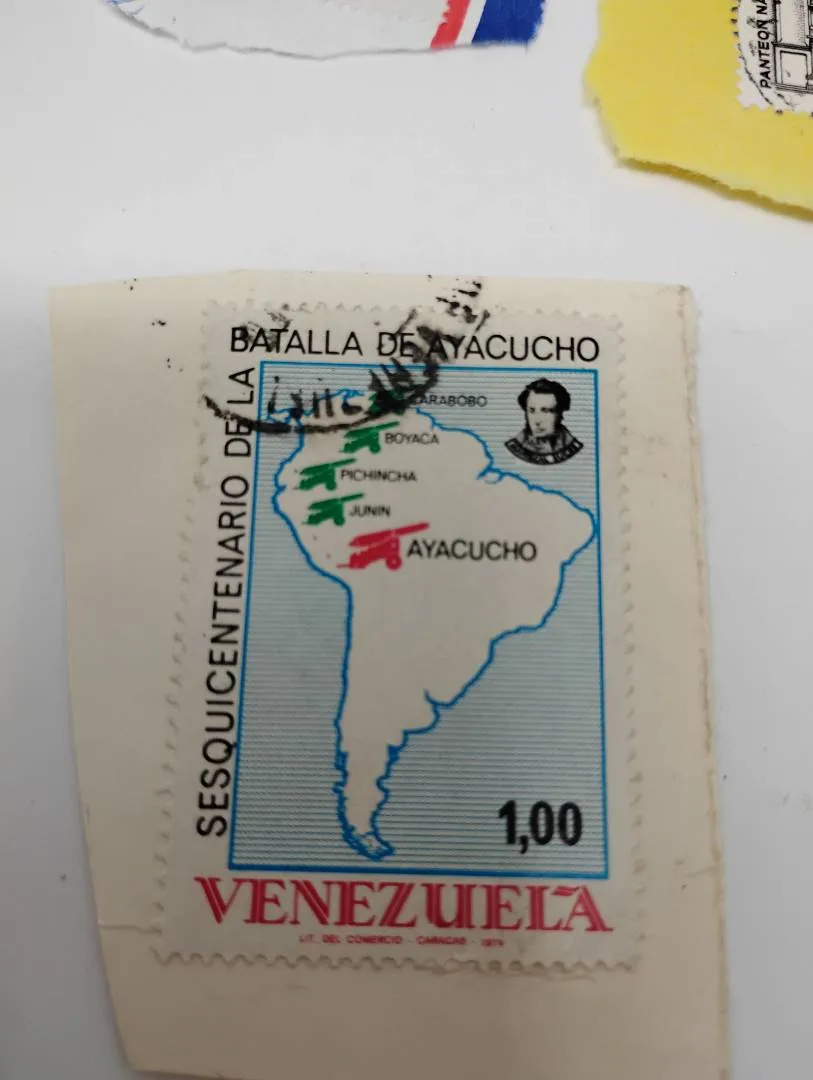 PANTEON NA
BATALLA DE AYACUCHO
SESQUICENTENARIO DE LA
CARABOBO
BOYACA
PICHINCHA
JUNIN
AYACUCHO
1,00
VENEZUELA
LIT. DEL COMERCIO - CARACAS - 1974